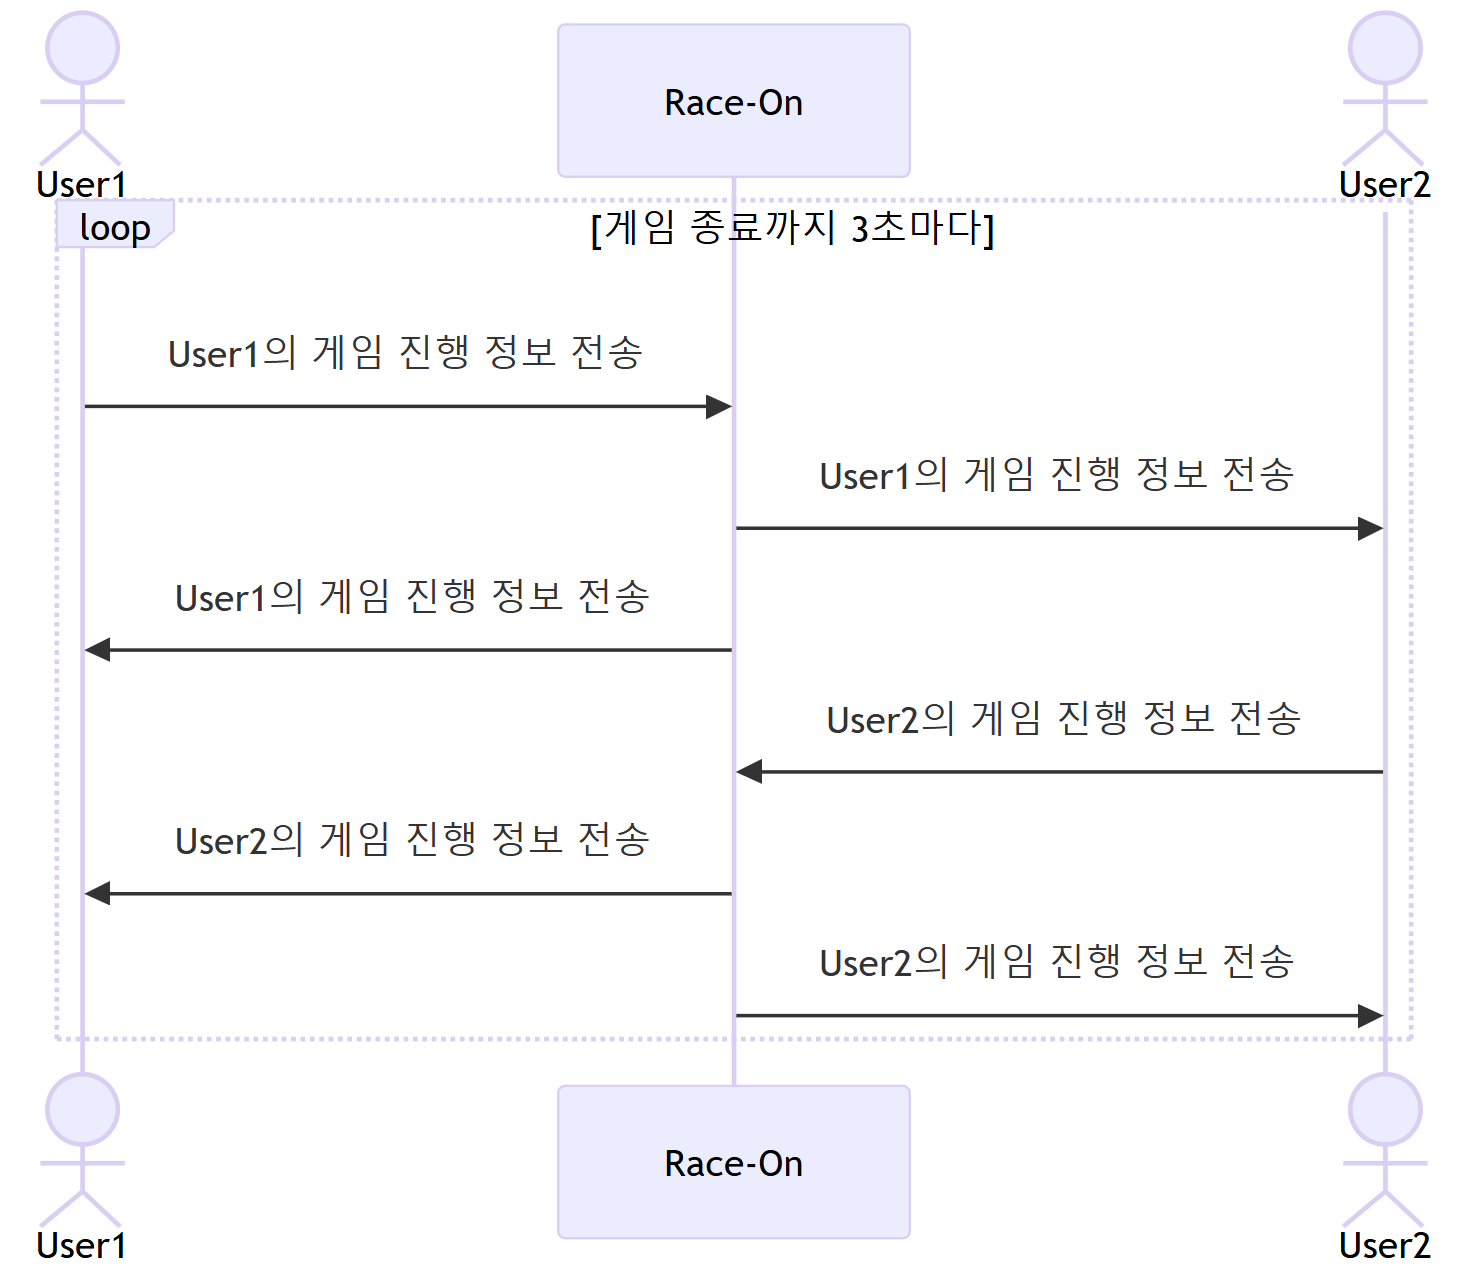 Race-On
User1
User2
loop
[게임 종료까지 3초마다]
User1의 게임 진행 정보 전송
User1의 게임 진행 정보 전송
User1의 게임 진행 정보 전송
User2의 게임 진행 정보 전송
User2의 게임 진행 정보 전송
User2의 게임 진행 정보 전송
Race-On
User1
User2